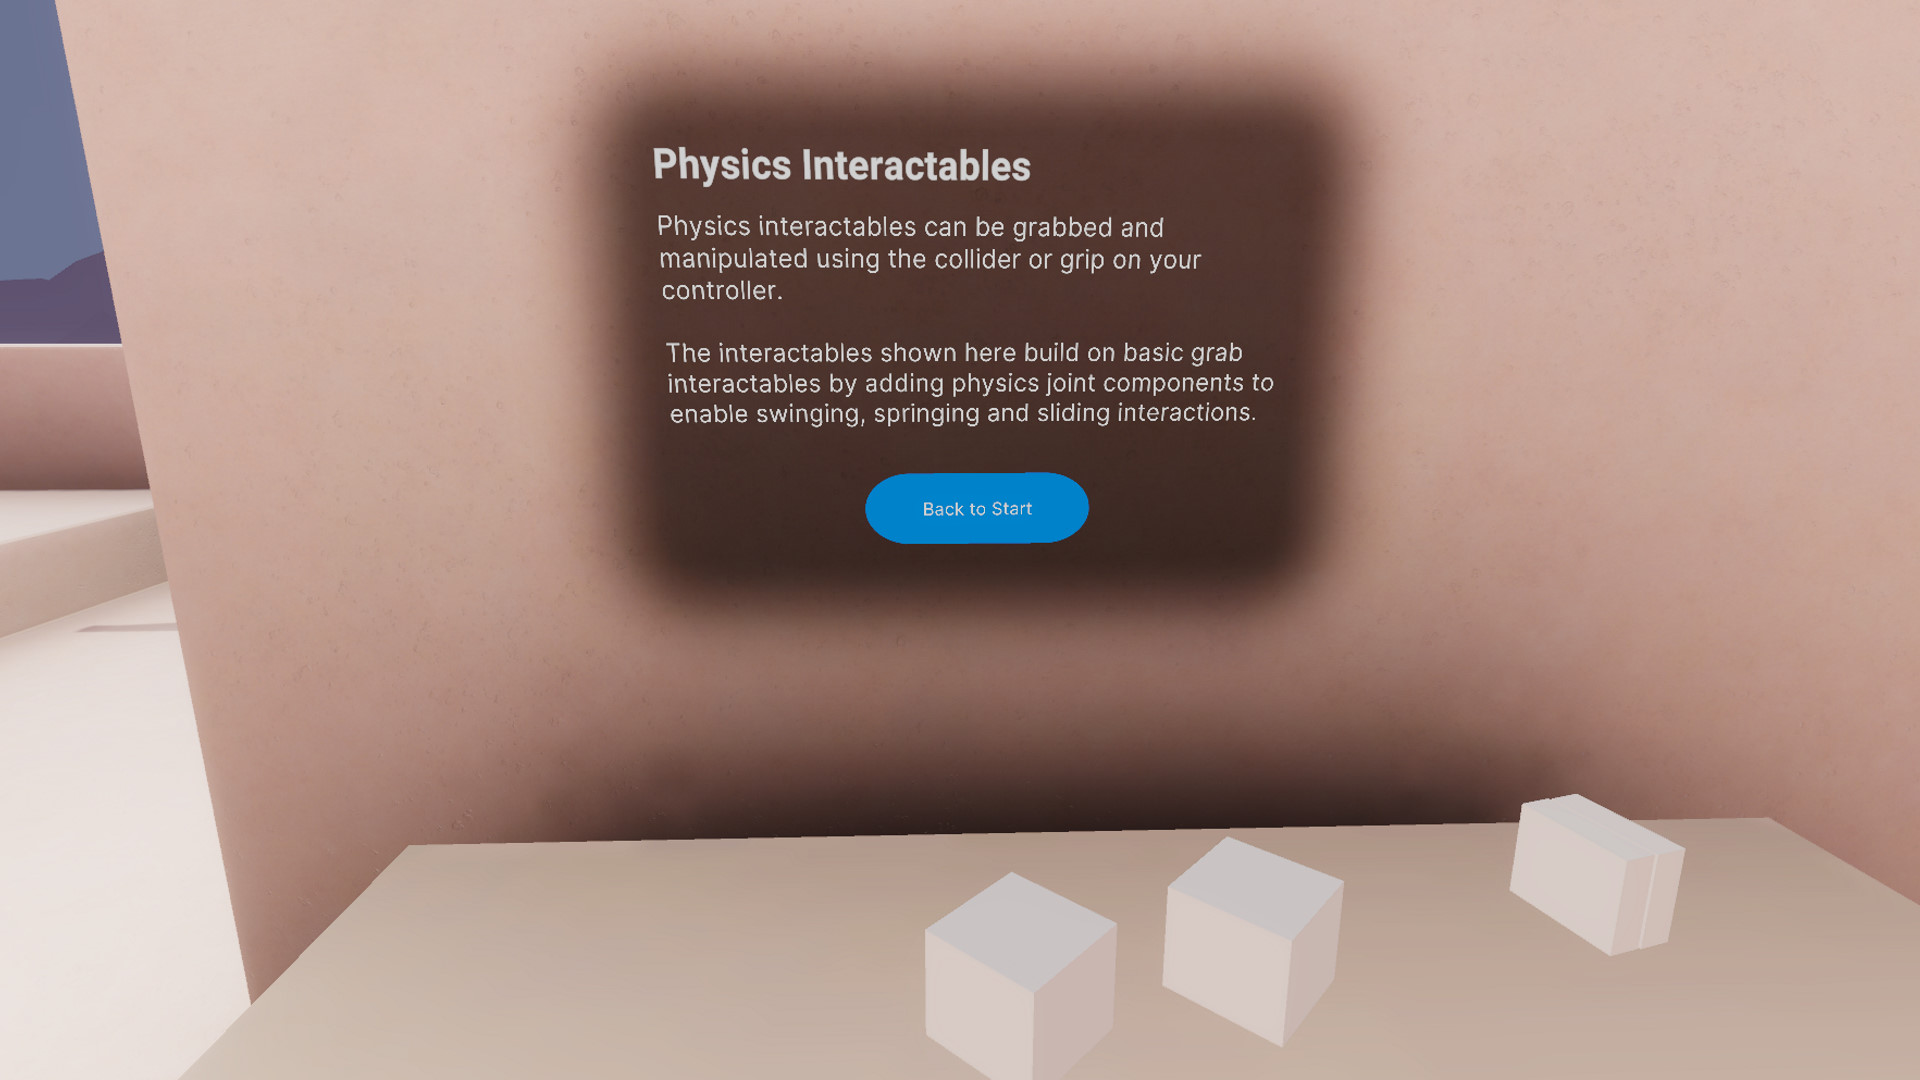 Physics Interactables
Physics interactables can be grabbed and
manipulated using the collider or grip on your
controller.
The interactables shown here build on basic grab
interactables by adding physics joint components to
enable swinging, springing and sliding interactions.
Back to Start